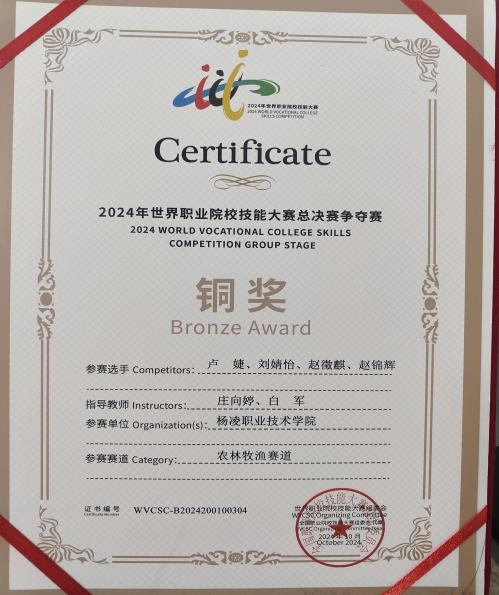 2024年世界职业院校技能大赛
2024 WORLD VOCATIONAL COLLEGE
SKILLS COMPETITION
Certificate
2024年世界职业院校技能大赛总决赛争夺赛
2024 WORLD VOCATIONAL COLLEGE SKILLS
COMPETITION GROUP STAGE
铜奖
Bronze Award
参赛选手 Competitors: 卢 婕、刘婧怡、赵徵麒、赵锦辉
指导教师 Instructors: 庄向婷、白 军
参赛单位 Organization(s): 杨凌职业技术学院
参赛赛道 Category: 农林牧渔赛道
证书编号 WVCSC-B2024200100304
Certificate Number
世界职业院校技能大赛组委会
WVCSC Organizing Committee
2024年10月
October 2024